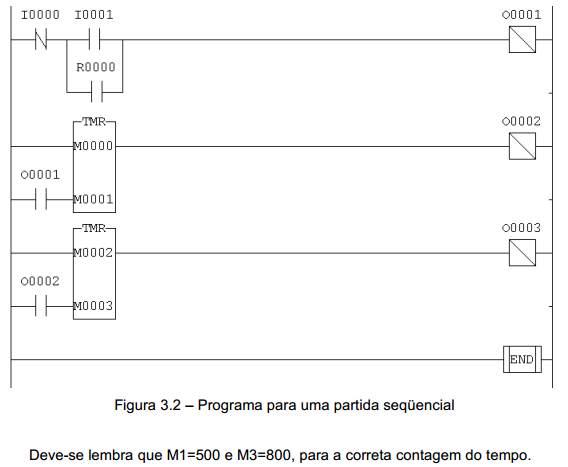 I0000 I0001 O0001
R0000
TMR O0002
M0000
O0001
M0001
TMR O0003
M0002
O0002
M0003
END
Figura 3.2 – Programa para uma partida seqüencial
Deve-se lembra que M1=500 e M3=800, para a correta contagem do tempo.